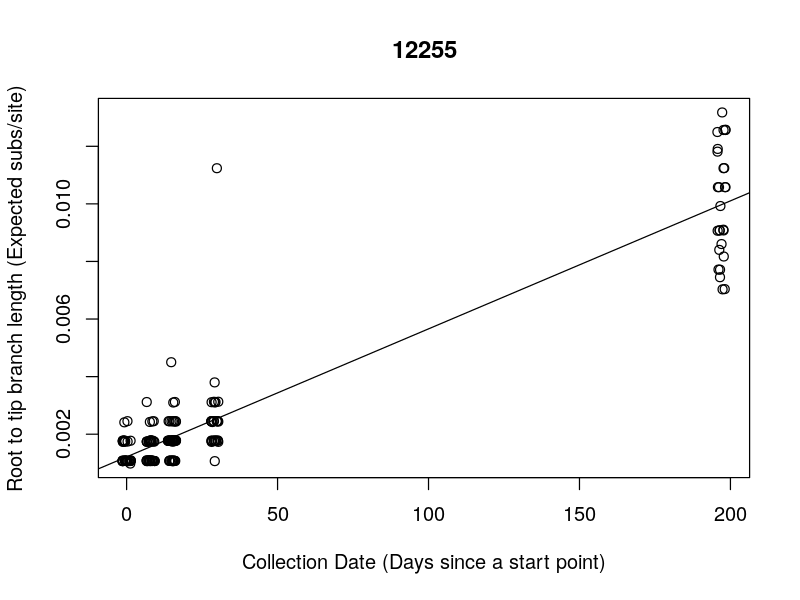 12255
Root to tip branch length (Expected subs/site)
0.010
0.006
0.002
0 50 100 150 200
Collection Date (Days since a start point)